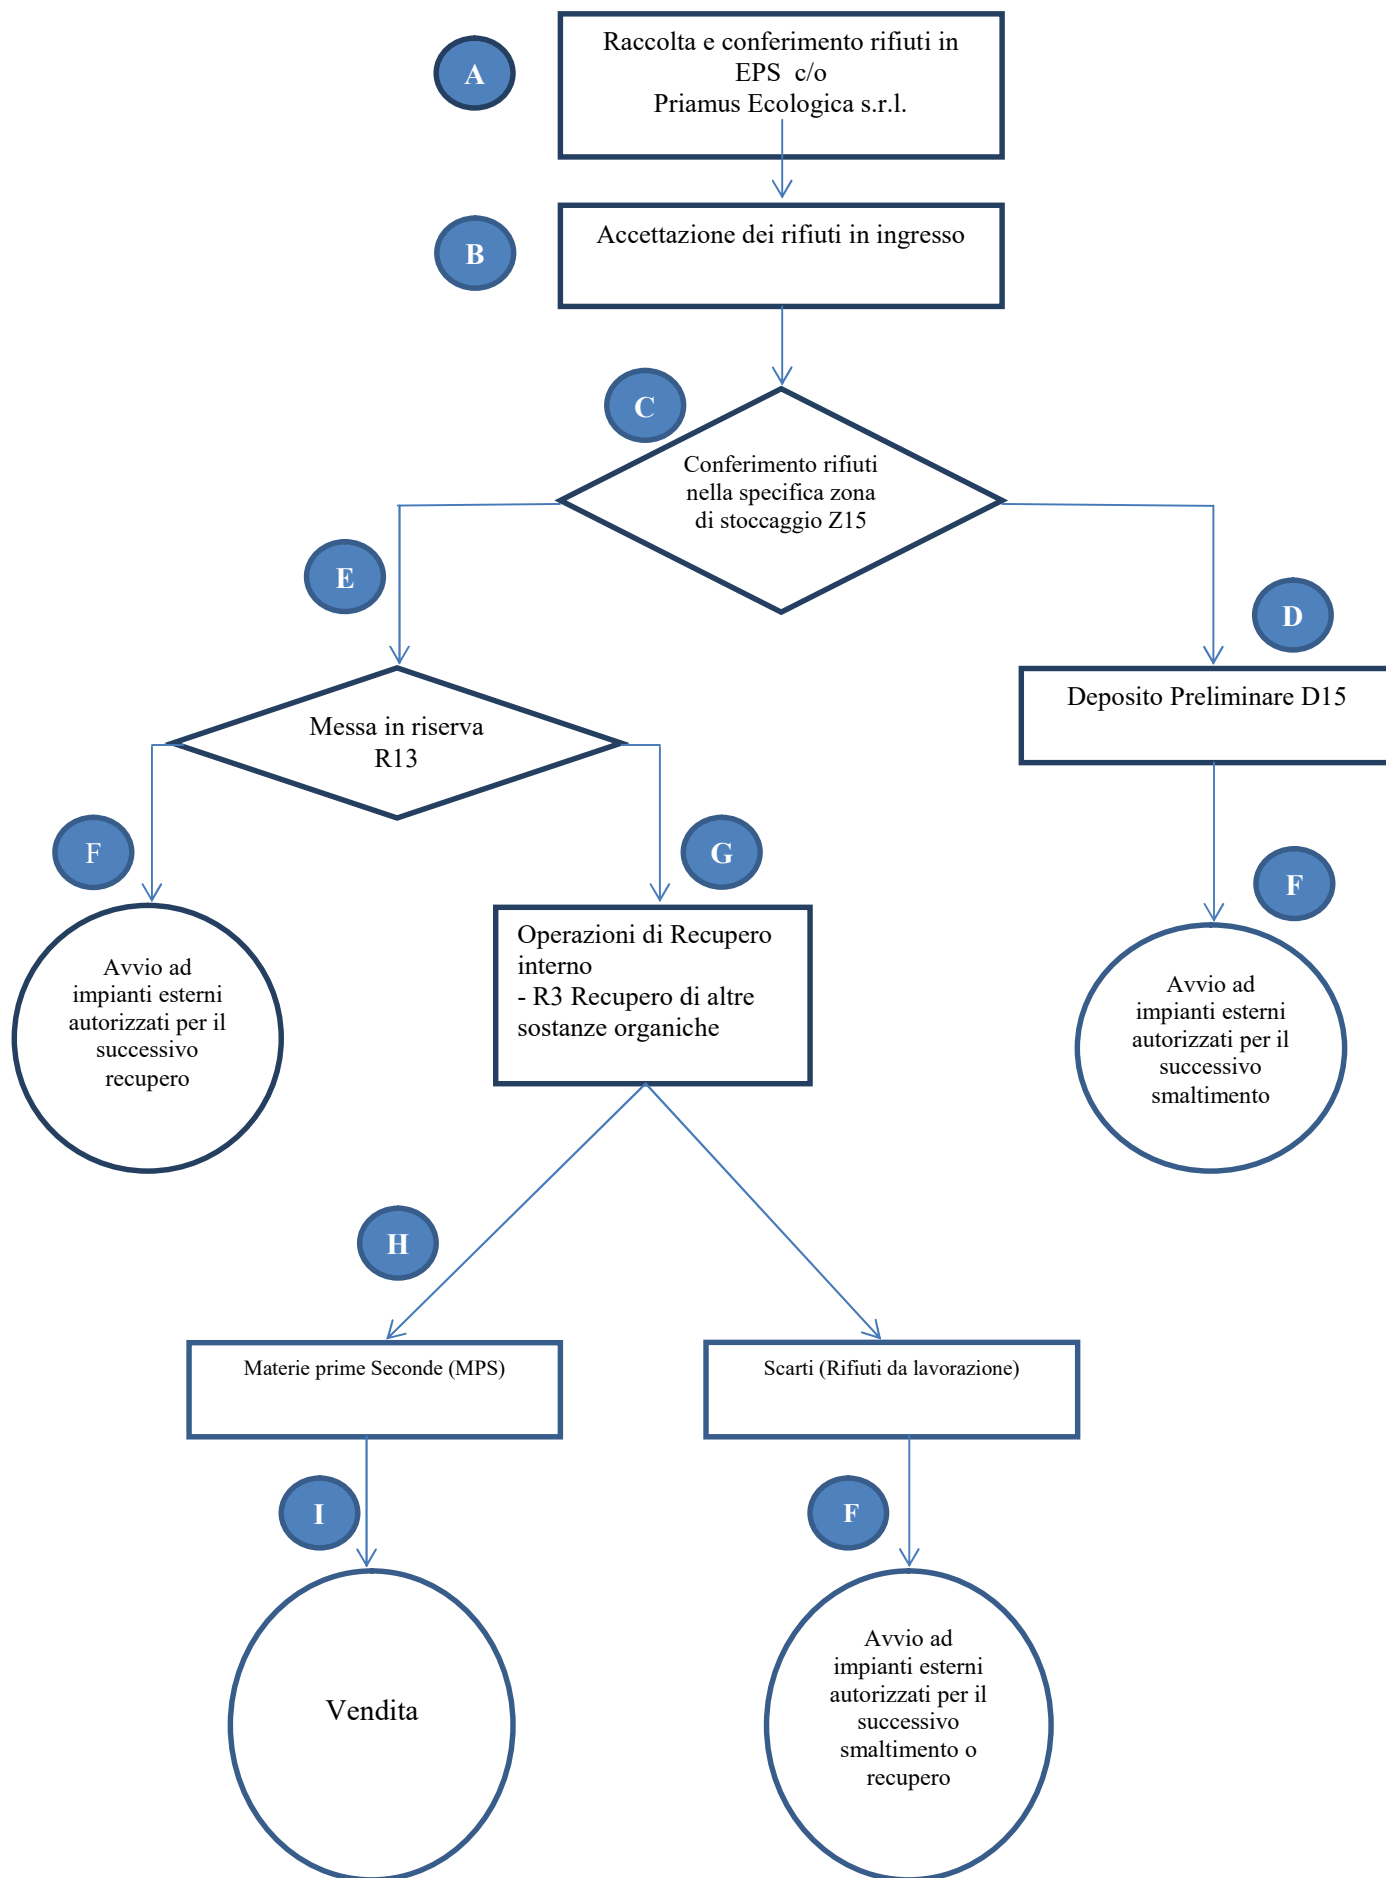 A
Raccolta e conferimento rifiuti in
EPS c/o
Priamus Ecologica s.r.l.
B
Accettazione dei rifiuti in ingresso
C
Conferimento rifiuti
nella specifica zona
di stoccaggio Z15
E
D
Messa in riserva
R13
Deposito Preliminare D15
F
G
F
Avvio ad
impianti esterni
autorizzati per il
successivo
recupero
Operazioni di Recupero
interno
- R3 Recupero di altre
sostanze organiche
Avvio ad
impianti esterni
autorizzati per il
successivo
smaltimento
H
Materie prime Seconde (MPS)
Scarti (Rifiuti da lavorazione)
I
F
Vendita
Avvio ad
impianti esterni
autorizzati per il
successivo
smaltimento o
recupero